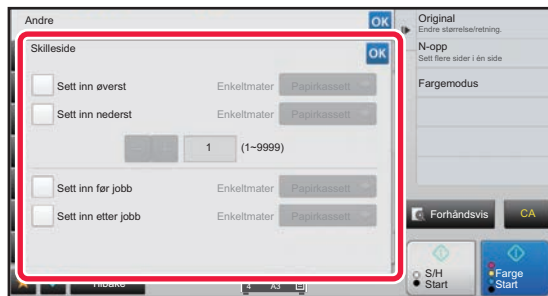 Andre
OK
Skilleside
OK
Sett inn øverst Enkeltmater Papirkassett
Sett inn nederst Enkeltmater Papirkassett
1 (1~9999)
Sett inn før jobb Enkeltmater Papirkassett
Sett inn etter jobb Enkeltmater Papirkassett
Tilbake
4 A3
Original
Endre størrelse/retning.
N-opp
Sett flere sider i én side
Fargemodus
Forhåndsvis
CA
S/H
Start
Farge
Start